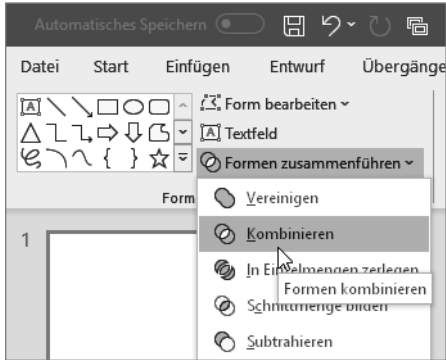 Automatisches Speichern
Datei Start Einfügen Entwurf Übergänge
Form bearbeiten
Textfeld
Formen zusammenführen
Form
Vereinigen
1
Kombinieren
In Einzelmengen zerlegen
Formen kombinieren
Schnittmenge bilden
Subtrahieren